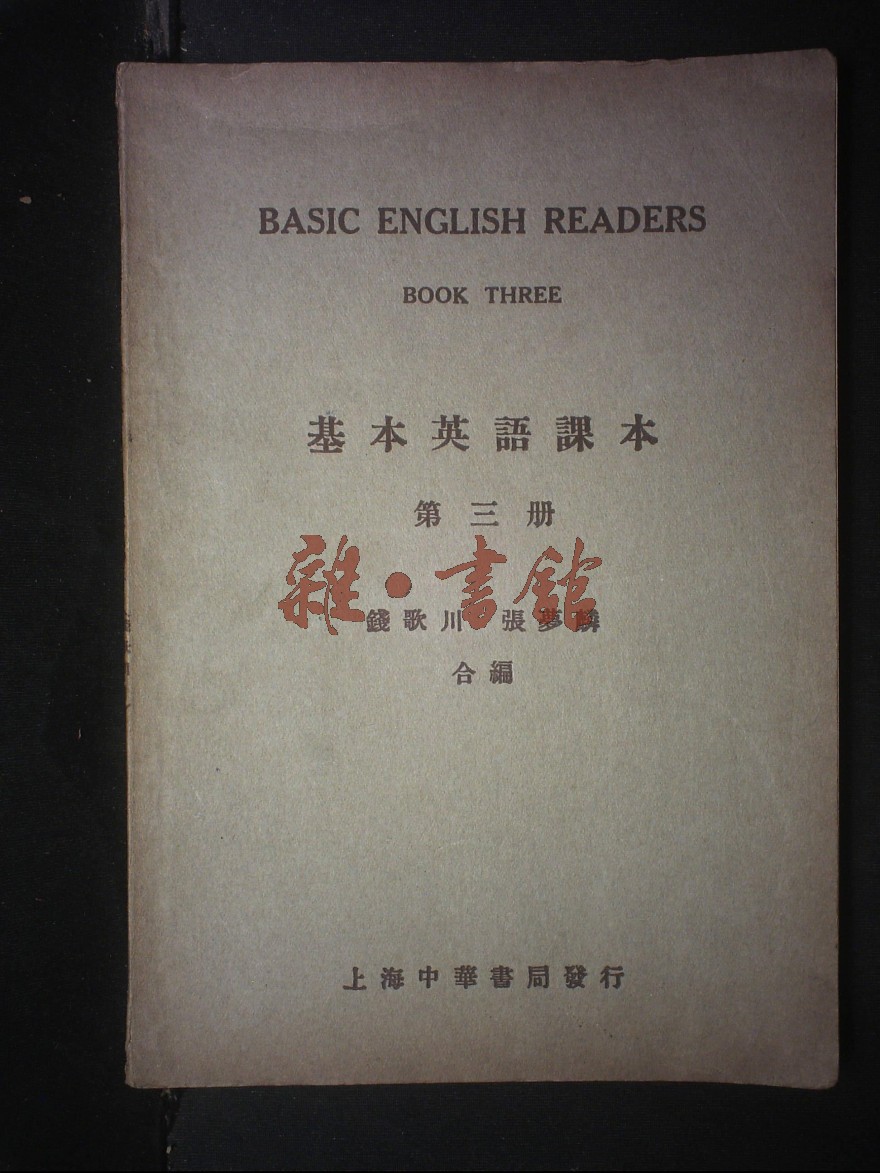 BASIC ENGLISH READERS
BOOK THREE
基本英語課本
第三册
雜·書館
錢歌川 張夢麟
合編
上海中華書局發行